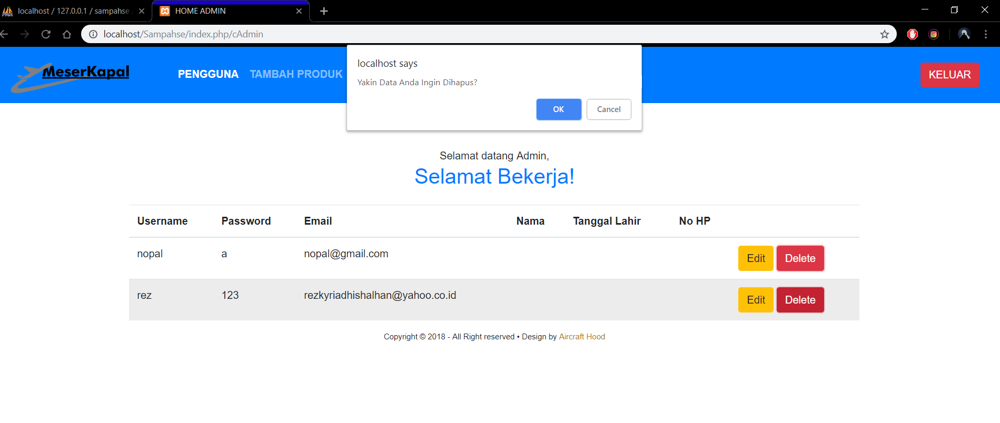 localhost / 127.0.0.1 / sampahse
HOME ADMIN
localhost/Sampahse/index.php/cAdmin
MeserKapal
PENGGUNA TAMBAH PRODUK
KELUAR
localhost says
Yakin Data Anda Ingin Dihapus?
OK Cancel
Selamat datang Admin,
Selamat Bekerja!
Username Password Email Nama Tanggal Lahir No HP
nopal a nopal@gmail.com Edit Delete
rez 123 rezkyriadhishalhan@yahoo.co.id Edit Delete
Copyright © 2018 - All Right reserved • Design by Aircraft Hood